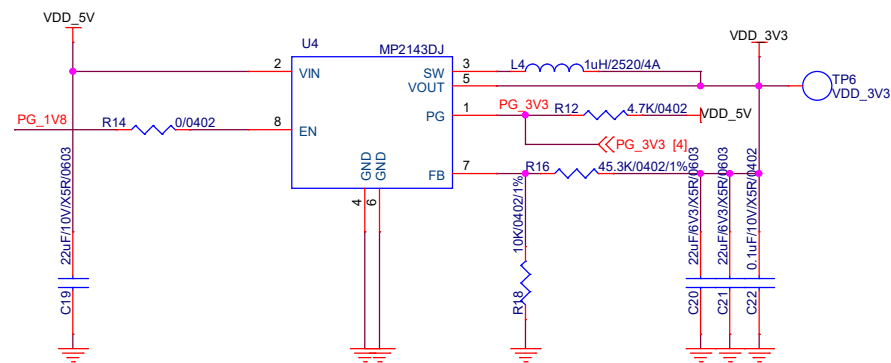 VDD_5V
VDD_3V3
U4
MP2143DJ
2
VIN
SW
3
L4
1uH/2520/4A
VOUT
5
TP6
VDD_3V3
PG_1V8
R14
0/0402
8
EN
PG
1
PG_3V3
R12
4.7K/0402
VDD_5V
PG_3V3 [4]
GND
GND
FB
7
R16
45.3K/0402/1%
4
6
22uF/10V/X5R/0603
C19
10K/0402/1%
R18
22uF/6V3/X5R/0603
C20
22uF/6V3/X5R/0603
C21
0.1uF/10V/X5R/0402
C22